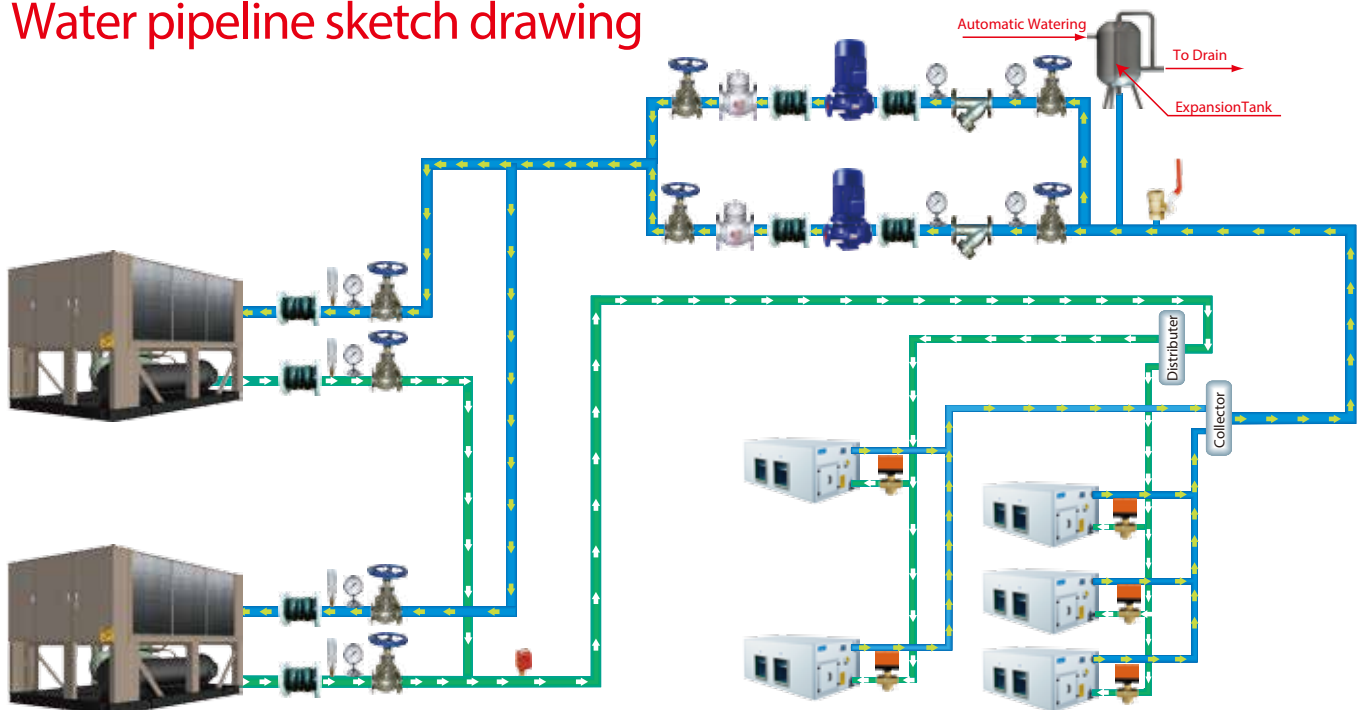 Water pipeline sketch drawing
Automatic Watering
To Drain
ExpansionTank
Distributer
Collector